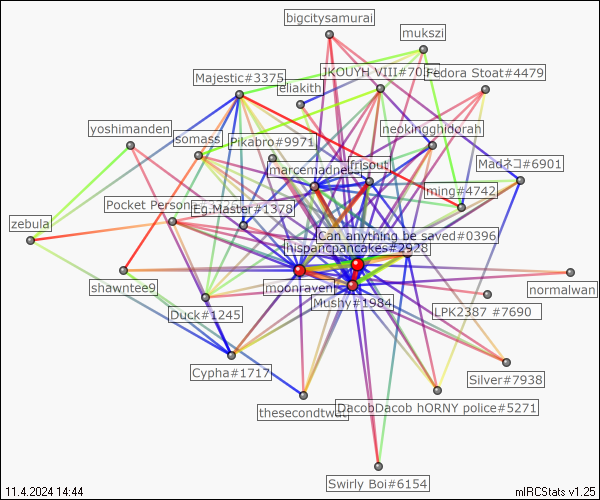 bigcitysamurai
mukszi
JKOUYH VIII#70
Fedora Stoat#4479
Majestic#3375
eliakith
yoshimanden
somass
Pikabro#9971
neokingghidorah
marcemadness
frisout
Madネコ#6901
ming#4742
Pocket Person
Eg.Master#1378
zebula
Can anything be saved#0396
hispancpancakes#2928
shawntee9
moonraven
normalwan
Mushy#1984
Duck#1245
LPK2387 #7690
Cypha#1717
Silver#7938
thesecondtwat
DacobDacob hORNY police#5271
Swirly Boi#6154
11.4.2024 14:44
mIRCStats v1.25